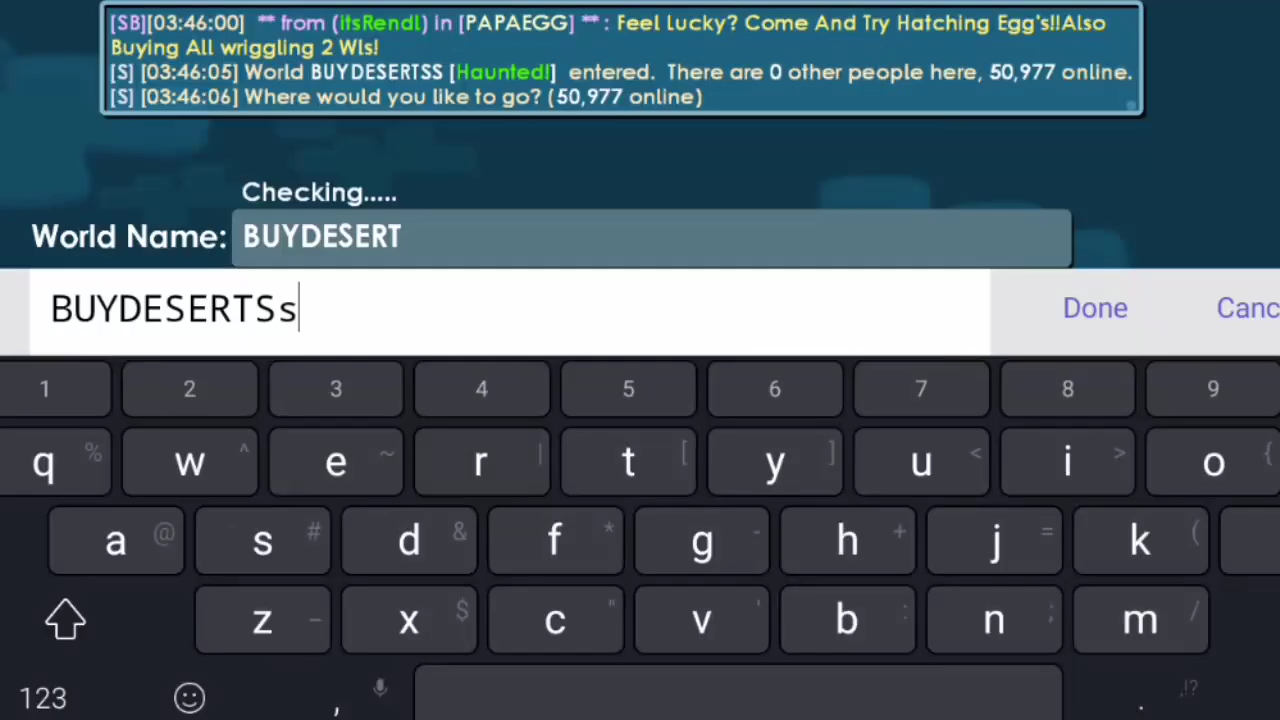 [SB][03:46:00] ** from (itsRendl) in [PAPAEGG] ** : Feel Lucky? Come And Try Hatching Egg's!!Also
Buying All wriggling 2 Wls!
[S] [03:46:05] World BUYDESERTSS [Haunted!] entered. There are 0 other people here, 50,977 online.
[S] [03:46:06] Where would you like to go? (50,977 online)
Checking.....
World Name: BUYDESERT
BUYDESERTSs
Done Canc
1 2 3 4 5 6 7 8 9
q % w ^ e ~ r | t [ y ] u < i > o {
a @ s # d & f * g - h + j = k (
z _ x $ c " v ' b : n ; m /
123 , . ,!?